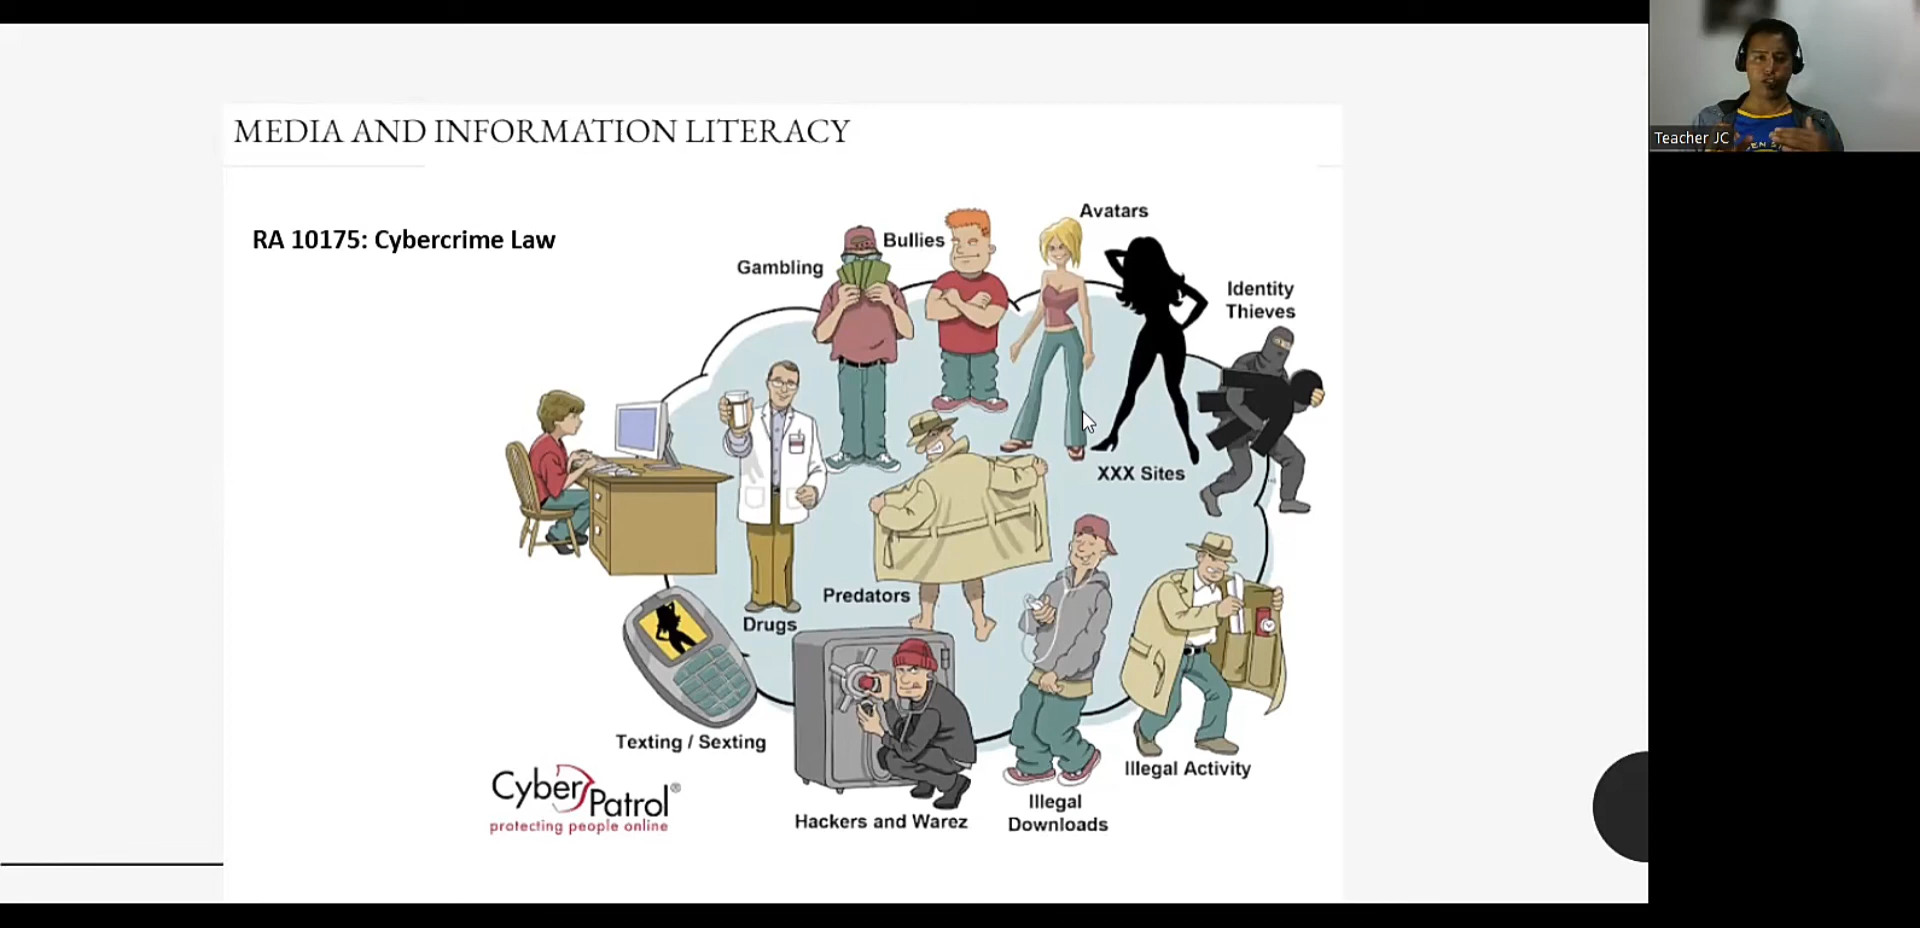 MEDIA AND INFORMATION LITERACY
Teacher JC
RA 10175: Cybercrime Law
Avatars
Bullies
Gambling
Identity
Thieves
XXX Sites
Predators
Drugs
Texting / Sexting
Illegal Activity
Illegal
Downloads
Hackers and Warez
CyberPatrol®
protecting people online